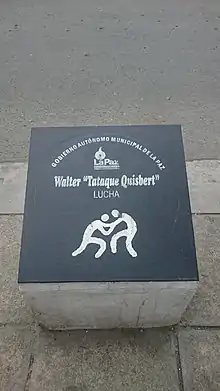 GOBIERNO AUTÓNOMO MUNICIPAL DE LA PAZ
La Paz
Walter "Tataque Quisbert"
LUCHA